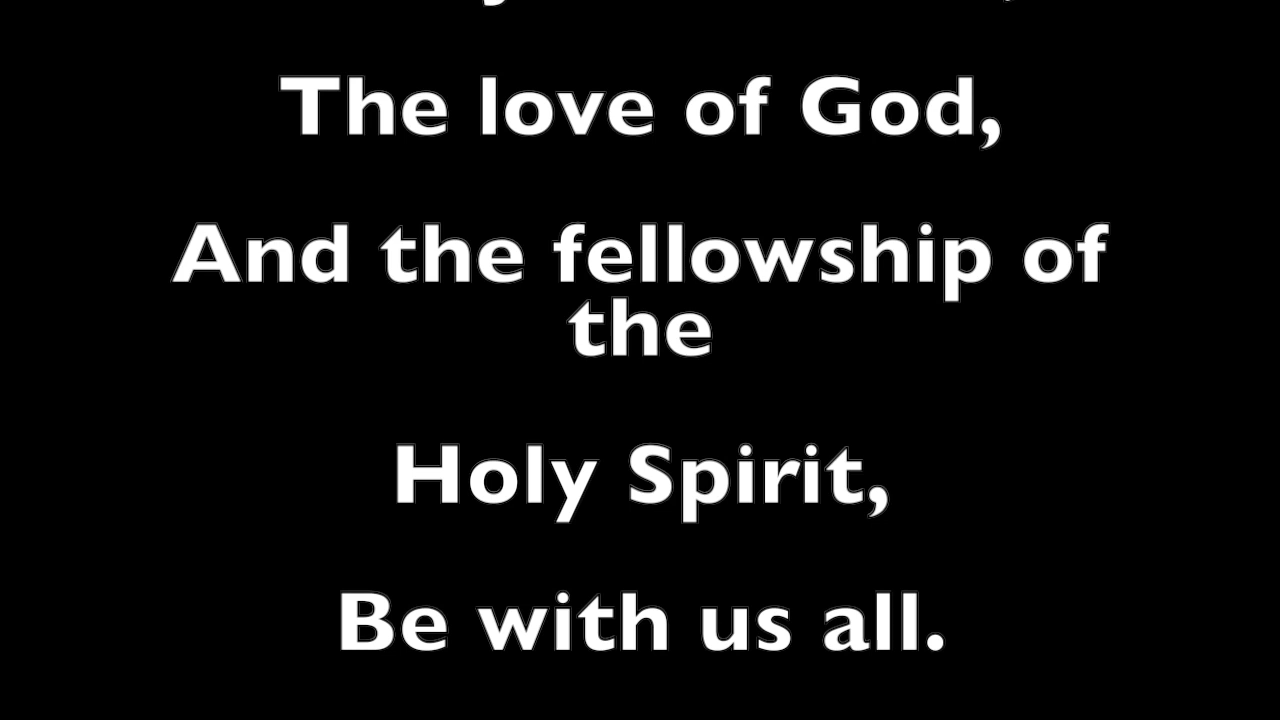 The love of God,
And the fellowship of
the
Holy Spirit,
Be with us all.